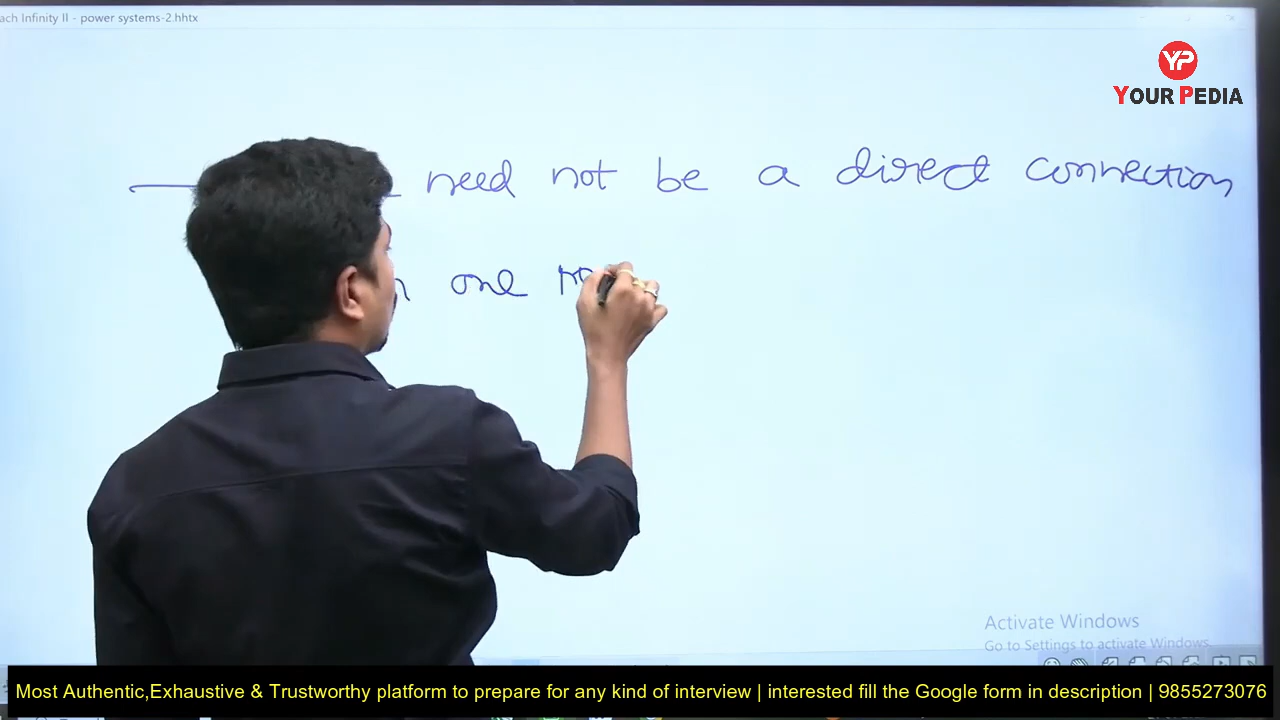 ach Infinity II - power systems-2.hhtx
YP
YOUR PEDIA
need not be a direct connection
one
Activate Windows
Go to Settings to activate Windows.
Most Authentic,Exhaustive & Trustworthy platform to prepare for any kind of interview | interested fill the Google form in description | 9855273076